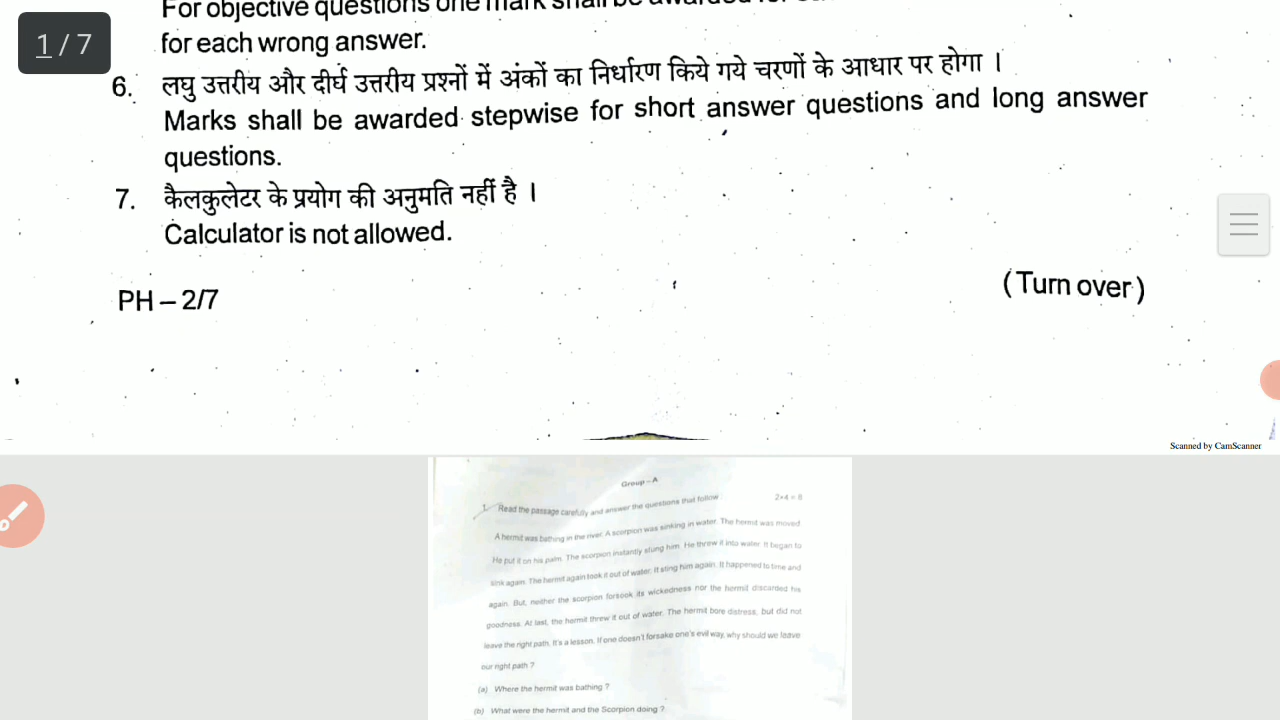 For objective questions one mark shall be awarded for
for each wrong answer.
1 / 7
6. लघु उत्तरीय और दीर्घ उत्तरीय प्रश्नों में अंकों का निर्धारण किये गये चरणों के आधार पर होगा ।
Marks shall be awarded stepwise for short answer questions and long answer
questions.
7. कैलकुलेटर के प्रयोग की अनुमति नहीं है ।
Calculator is not allowed.
PH – 2/7
(Turn over)
Scanned by CamScanner
Group – A
1. Read the passage carefully and answer the questions that follow 2×4 = 8
A hermit was bathing in the river. A scorpion was sinking in water. The hermit was moved.
He put it on his palm. The scorpion instantly stung him. He threw it into water. It began to
sink again. The hermit again took it out of water. It stng him again. It happened to time and
again. But, neither the scorpion forsook its wickedness nor the hermit discarded his
goodness. At last, the hermit threw it out of water. The hermit bore distress, but did not
leave the right path. It's a lesson. If one doesn't forsake one's evil way, why should we leave
our right path ?
(a) Where the hermit was bathing ?
(b) What were the hermit and the Scorpion doing ?